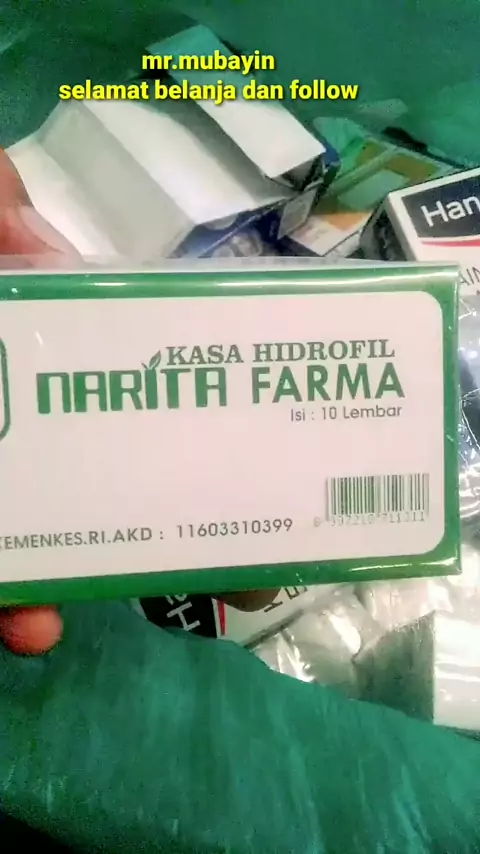 mr.mubayin
selamat belanja dan follow
Han
KASA HIDROFIL
NARITA FARMA
Isi : 10 Lembar
KEMENKES.RI.AKD : 11603310399